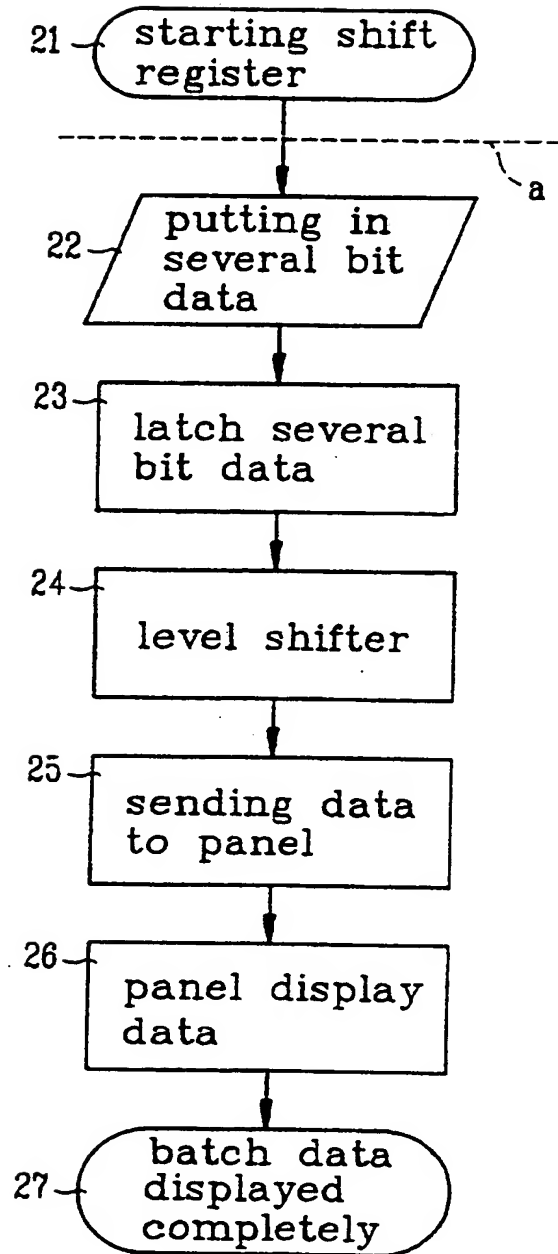 21
starting shift
register
a
22
putting in
several bit
data
23
latch several
bit data
24
level shifter
25
sending data
to panel
26
panel display
data
27
batch data
displayed
completely